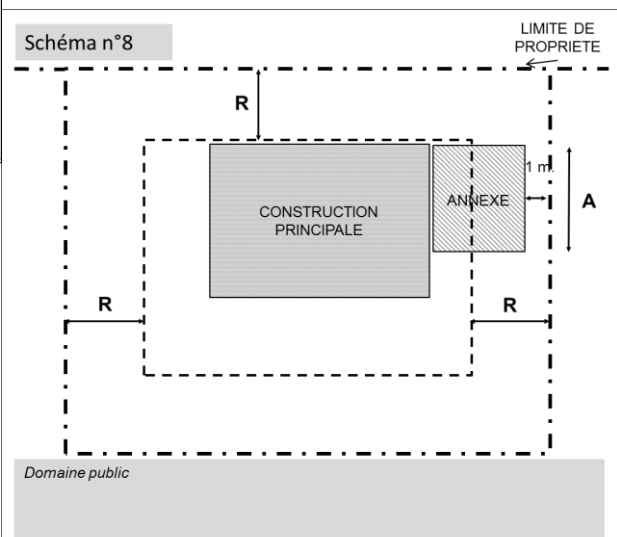 Schéma n°8
LIMITE DE
PROPRIETE
R
1 m.
ANNEXE
A
CONSTRUCTION
PRINCIPALE
R
R
Domaine public